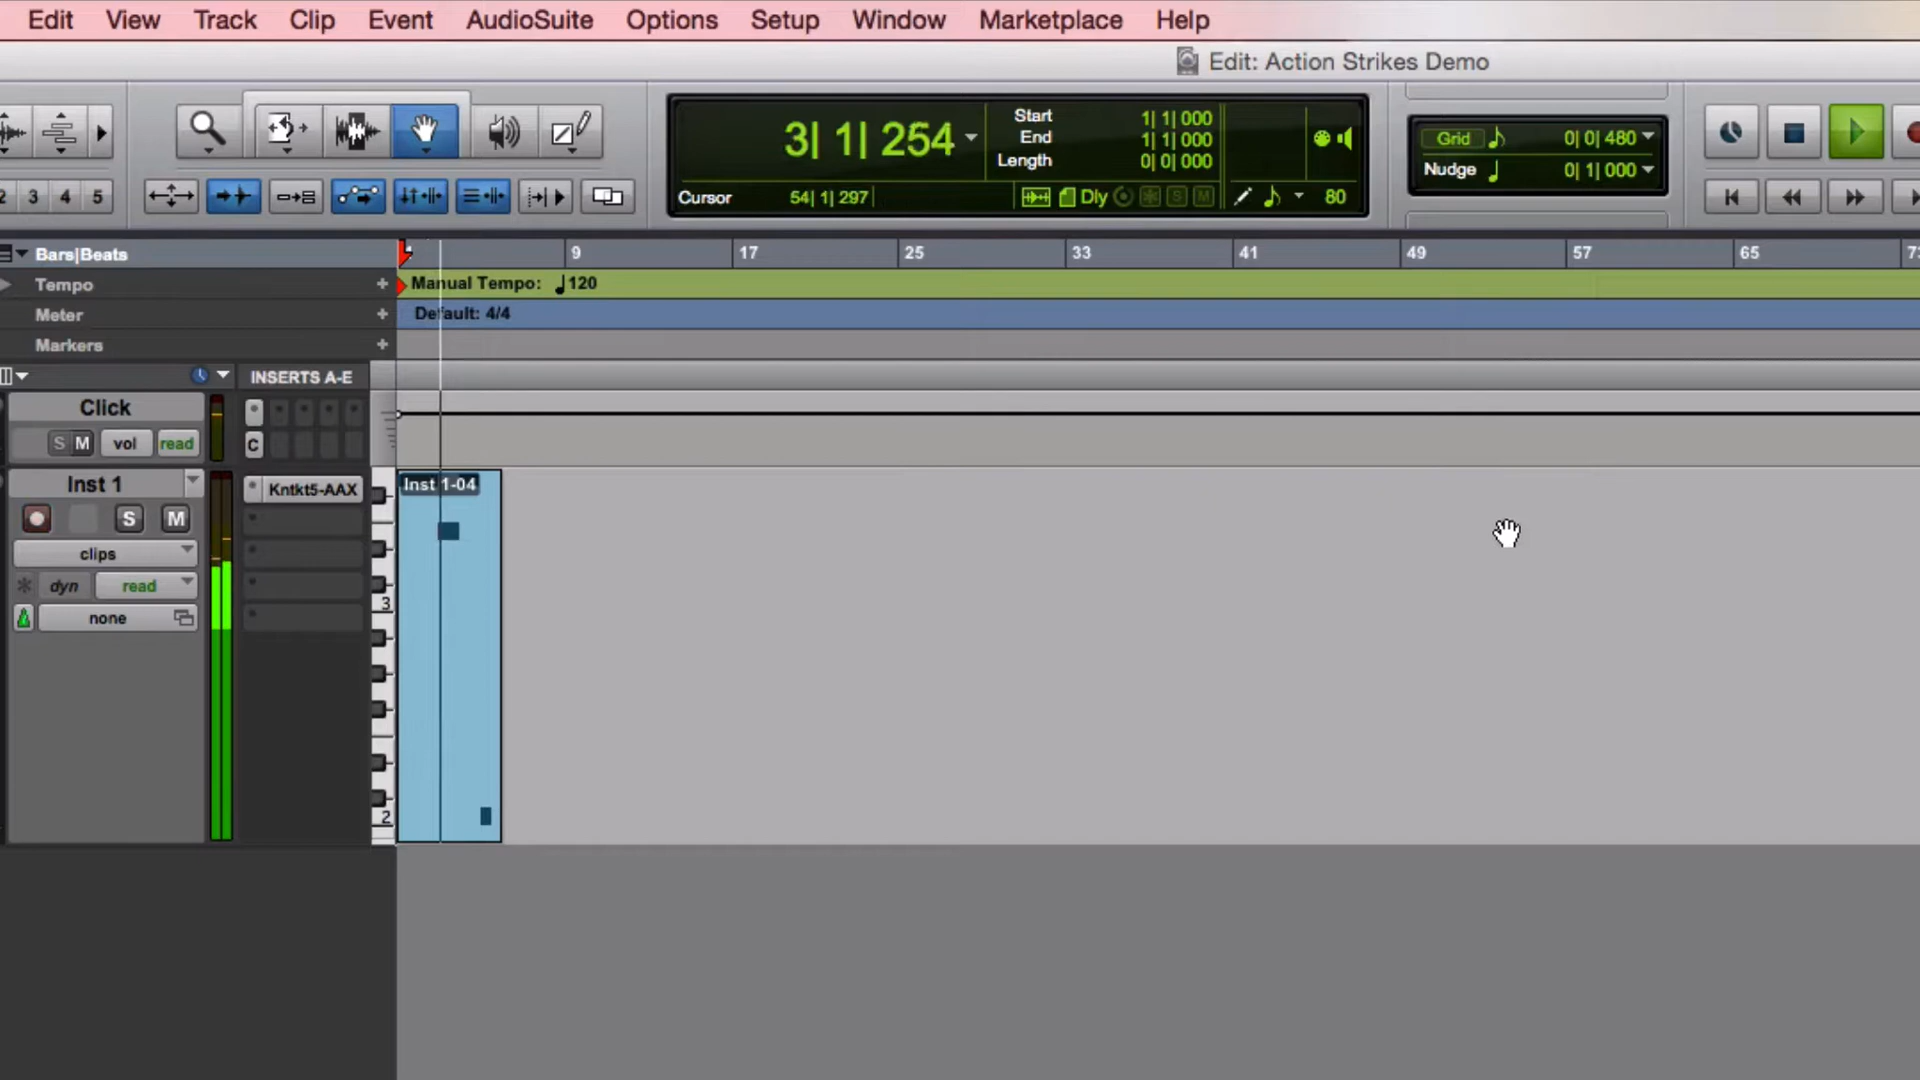 Edit View Track Clip Event AudioSuite Options Setup Window Marketplace Help
Edit: Action Strikes Demo
3| 1| 254
Start 1| 1| 000
End 1| 1| 000
Length 0| 0| 000
Grid 0| 0| 480
Nudge 0| 1| 000
2 3 4 5
Cursor 54| 1| 297
Dly S M
80
Bars|Beats
9 17 25 33 41 49 57 65 73
Tempo +
Manual Tempo: 120
Meter +
Default: 4/4
Markers +
INSERTS A-E
Click
S M vol read
C
Inst 1
Kntkt5-AAX
Inst 1-04
S M
clips
dyn read
none
3
2